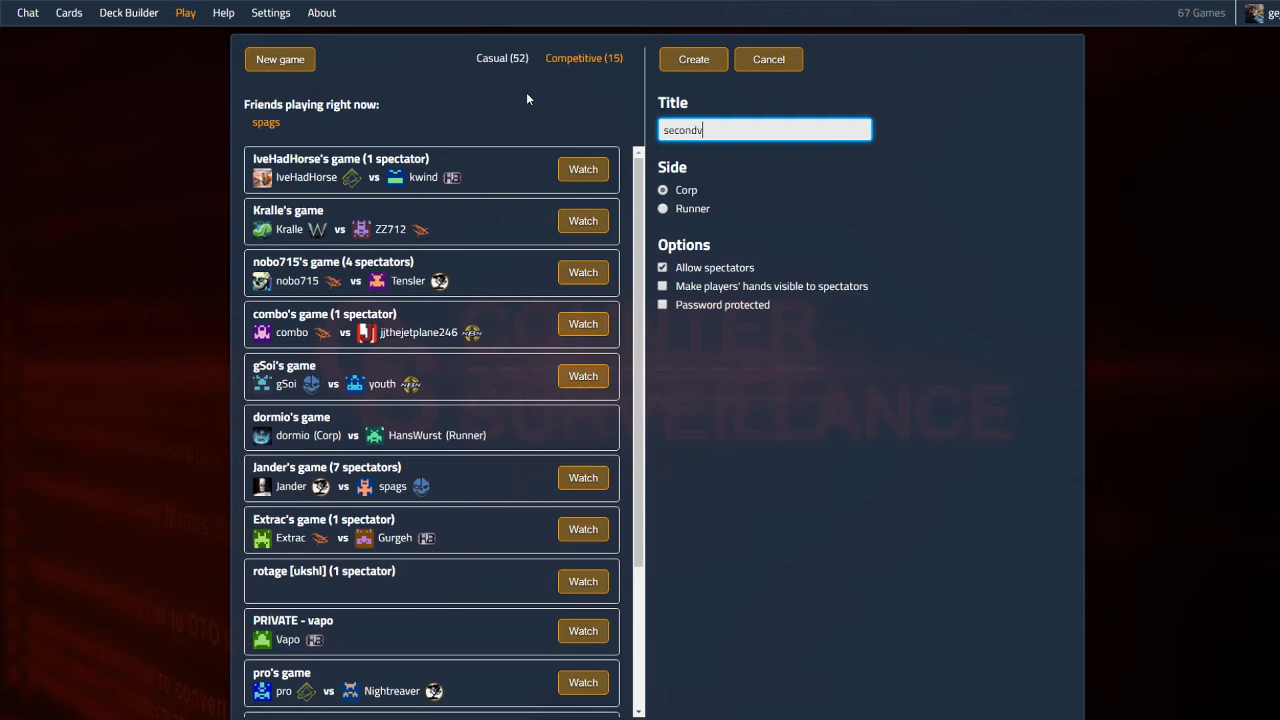 Chat Cards Deck Builder Play Help Settings About 67 Games
New game Casual (52) Competitive (15)
Friends playing right now:
spags
IveHadHorse's game (1 spectator)
IveHadHorse vs kwind Watch
Kralle's game
Kralle vs ZZ712 Watch
nobo715's game (4 spectators)
nobo715 vs Tensler Watch
combo's game (1 spectator)
combo vs jjthejetplane246 Watch
gSoi's game
gSoi vs youth Watch
dormio's game
dormio (Corp) vs HansWurst (Runner)
Jander's game (7 spectators)
Jander vs spags Watch
Extrac's game (1 spectator)
Extrac vs Gurgeh Watch
rotage [ukshl] (1 spectator)
Watch
PRIVATE - vapo
Vapo Watch
pro's game
pro vs Nightreaver Watch
Create Cancel
Title
secondv
Side
Corp
Runner
Options
Allow spectators
Make players' hands visible to spectators
Password protected
COUNTER
SURVEILLANCE